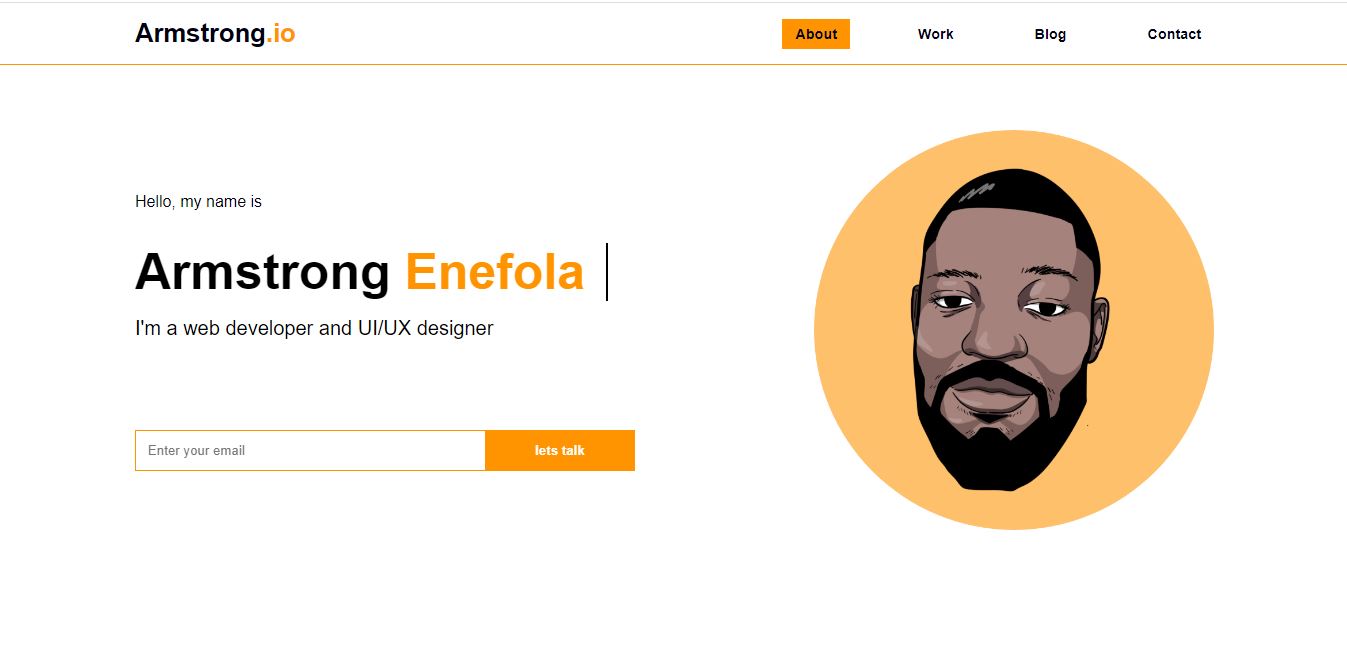 Armstrong.io
About Work Blog Contact
Hello, my name is
Armstrong Enefola
I'm a web developer and UI/UX designer
Enter your email
lets talk